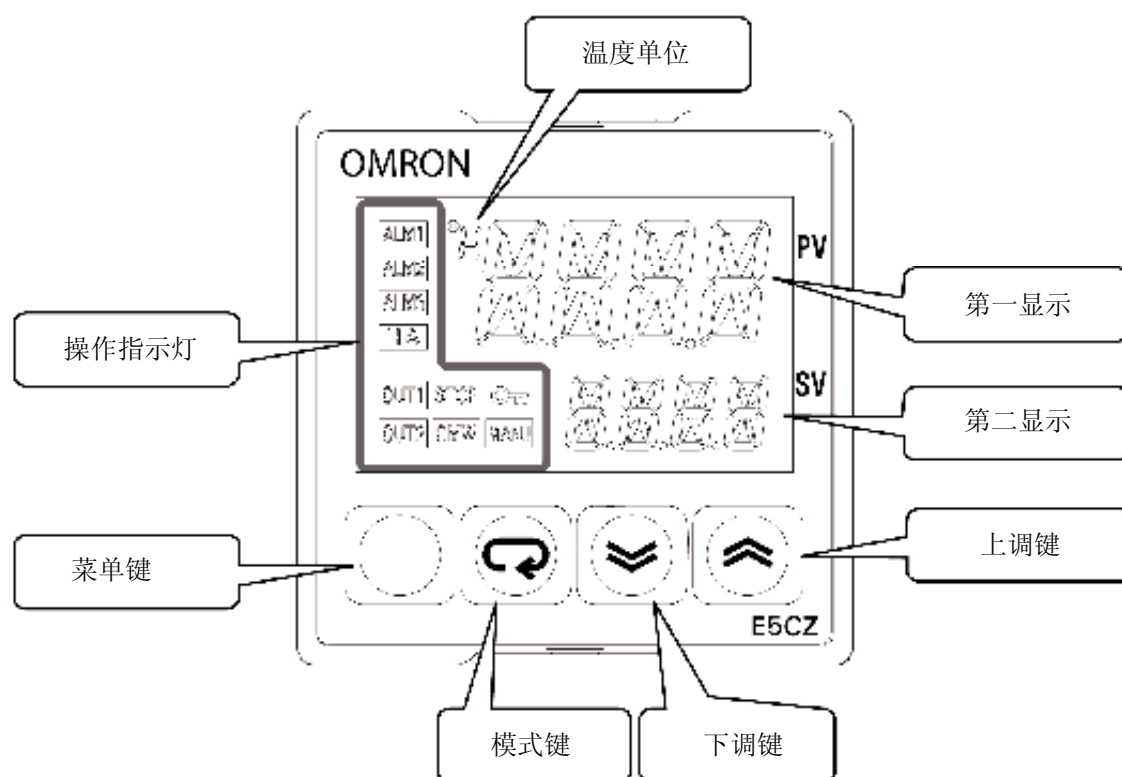 温度单位
OMRON
ALM1
PV
ALM2
第一显示
ALM3
操作指示灯
SV
OUT1 STOP
第二显示
OUT2 CMW MANU
上调键
菜单键
E5CZ
模式键
下调键